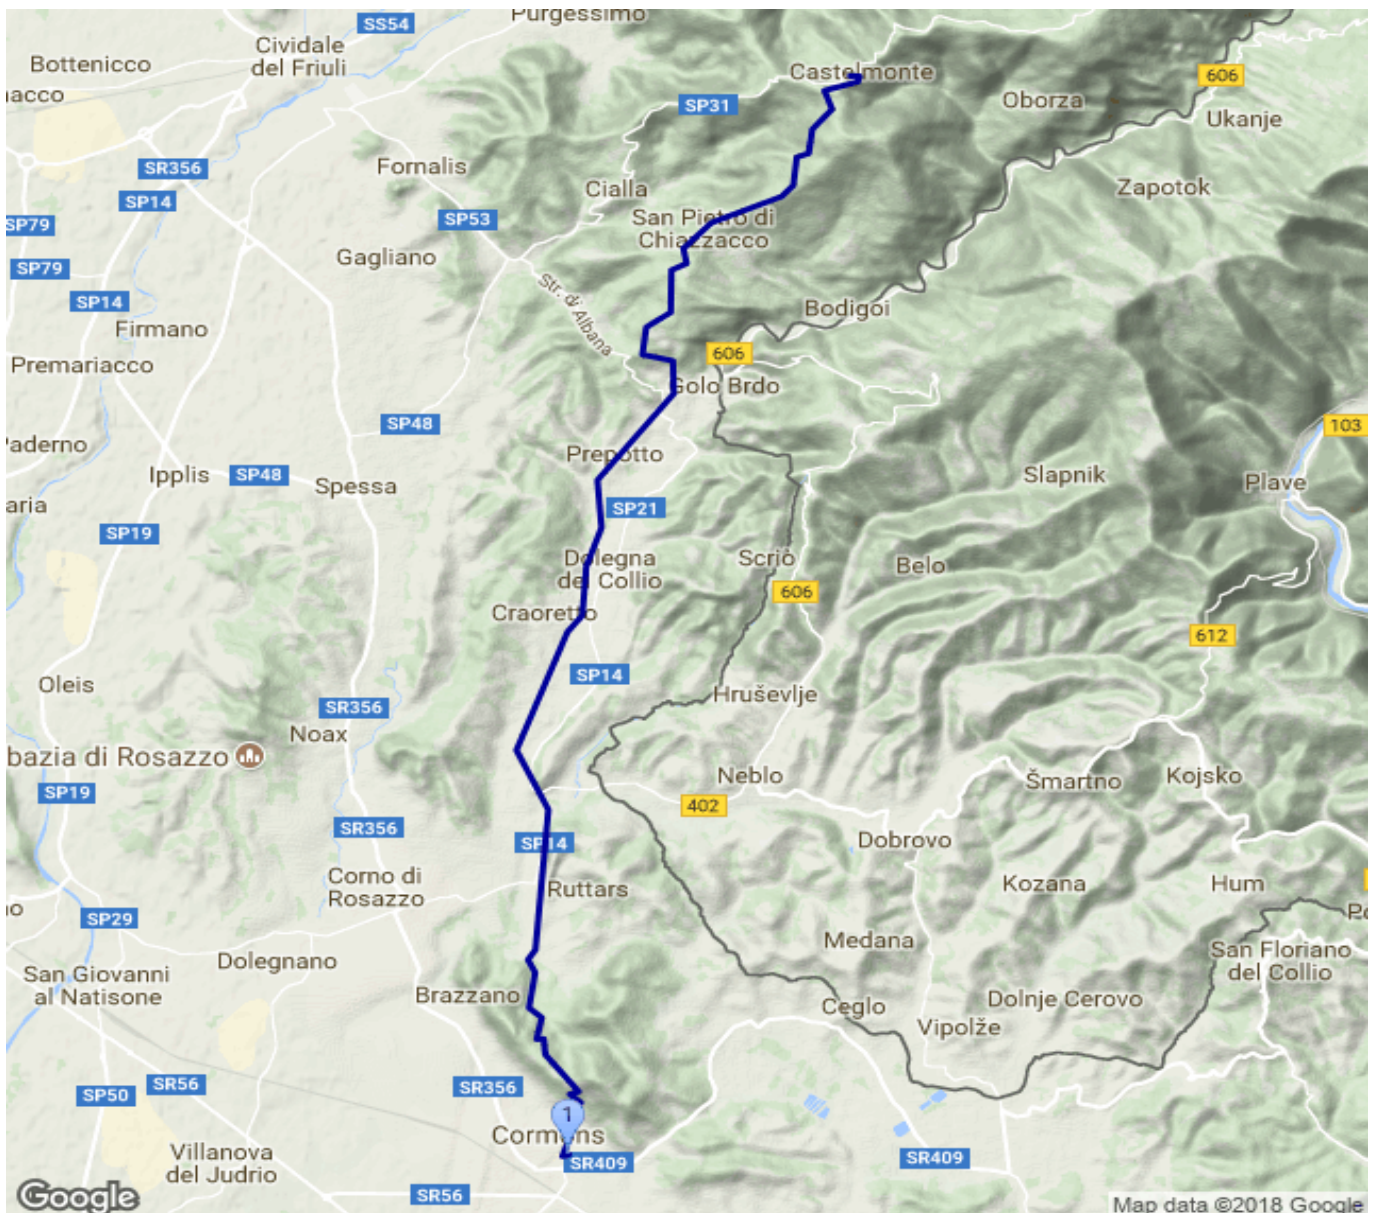 Purgessimo
SS54
Cividale
del Friuli
Bottenicco
Castelmonte
606
SP31
Oborza
Ukanje
SR356
Fornalis
Cialla
Zapotok
SP14
SP53
San Pietro di
Chiazzacco
SP79
Gagliano
SP79
SP14
Str. di Albana
Bodigoi
Firmano
606
Premariacco
Golo Brdo
SP48
103
Prepotto
Ipplis
SP48
Spessa
Slapnik
Plave
SP21
SP19
Dolegna
del Collio
Scriò
Belo
606
Craoretto
612
SP14
Oleis
Hruševlje
SR356
Noax
bazia di Rosazzo
Neblo
Šmartno
Kojsko
SP19
402
SR356
SP14
Dobrovo
Corno di
Rosazzo
Ruttars
Kozana
Hum
SP29
Medana
San Floriano
del Collio
Dolegnano
San Giovanni
al Natisone
Brazzano
Ceglo
Dolnje Cerovo
Vipolže
SR56
SP50
SR356
1
Cormons
Villanova
del Judrio
SR409
SR409
SR56
Google
Map data ©2018 Google